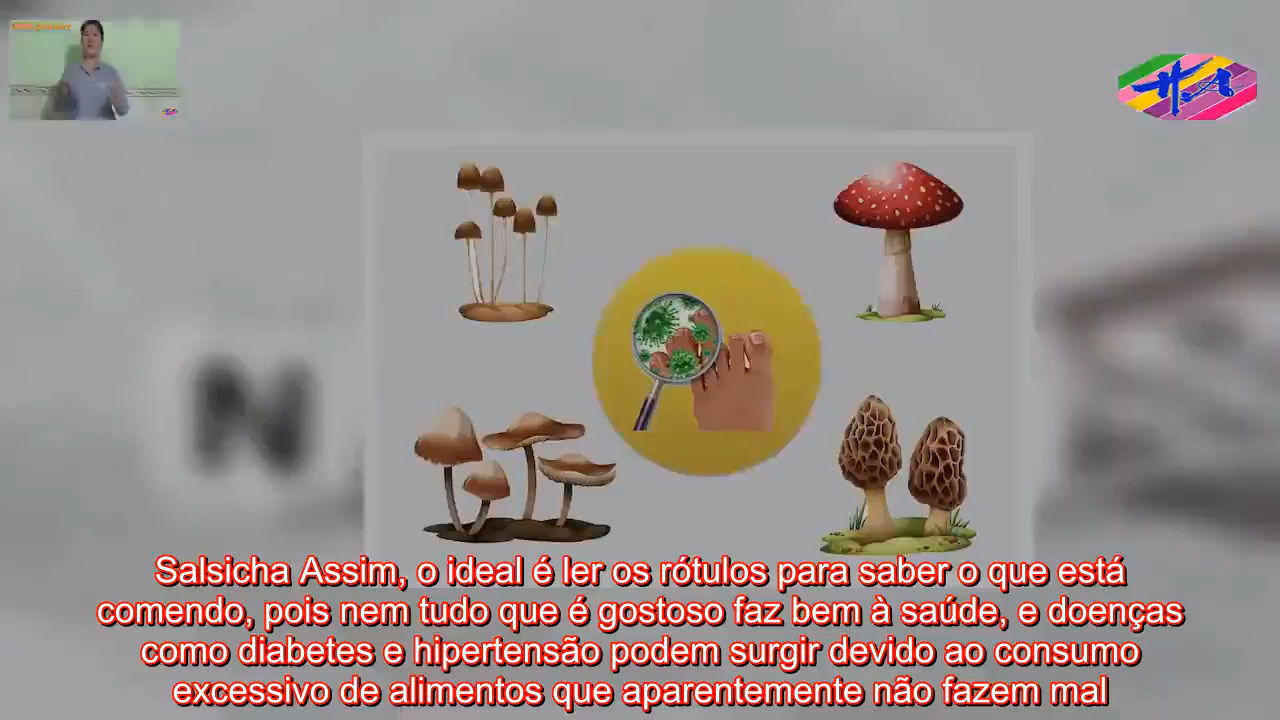 N
Salsicha Assim, o ideal é ler os rótulos para saber o que está
comendo, pois nem tudo que é gostoso faz bem à saúde, e doenças
como diabetes e hipertensão podem surgir devido ao consumo
excessivo de alimentos que aparentemente não fazem mal